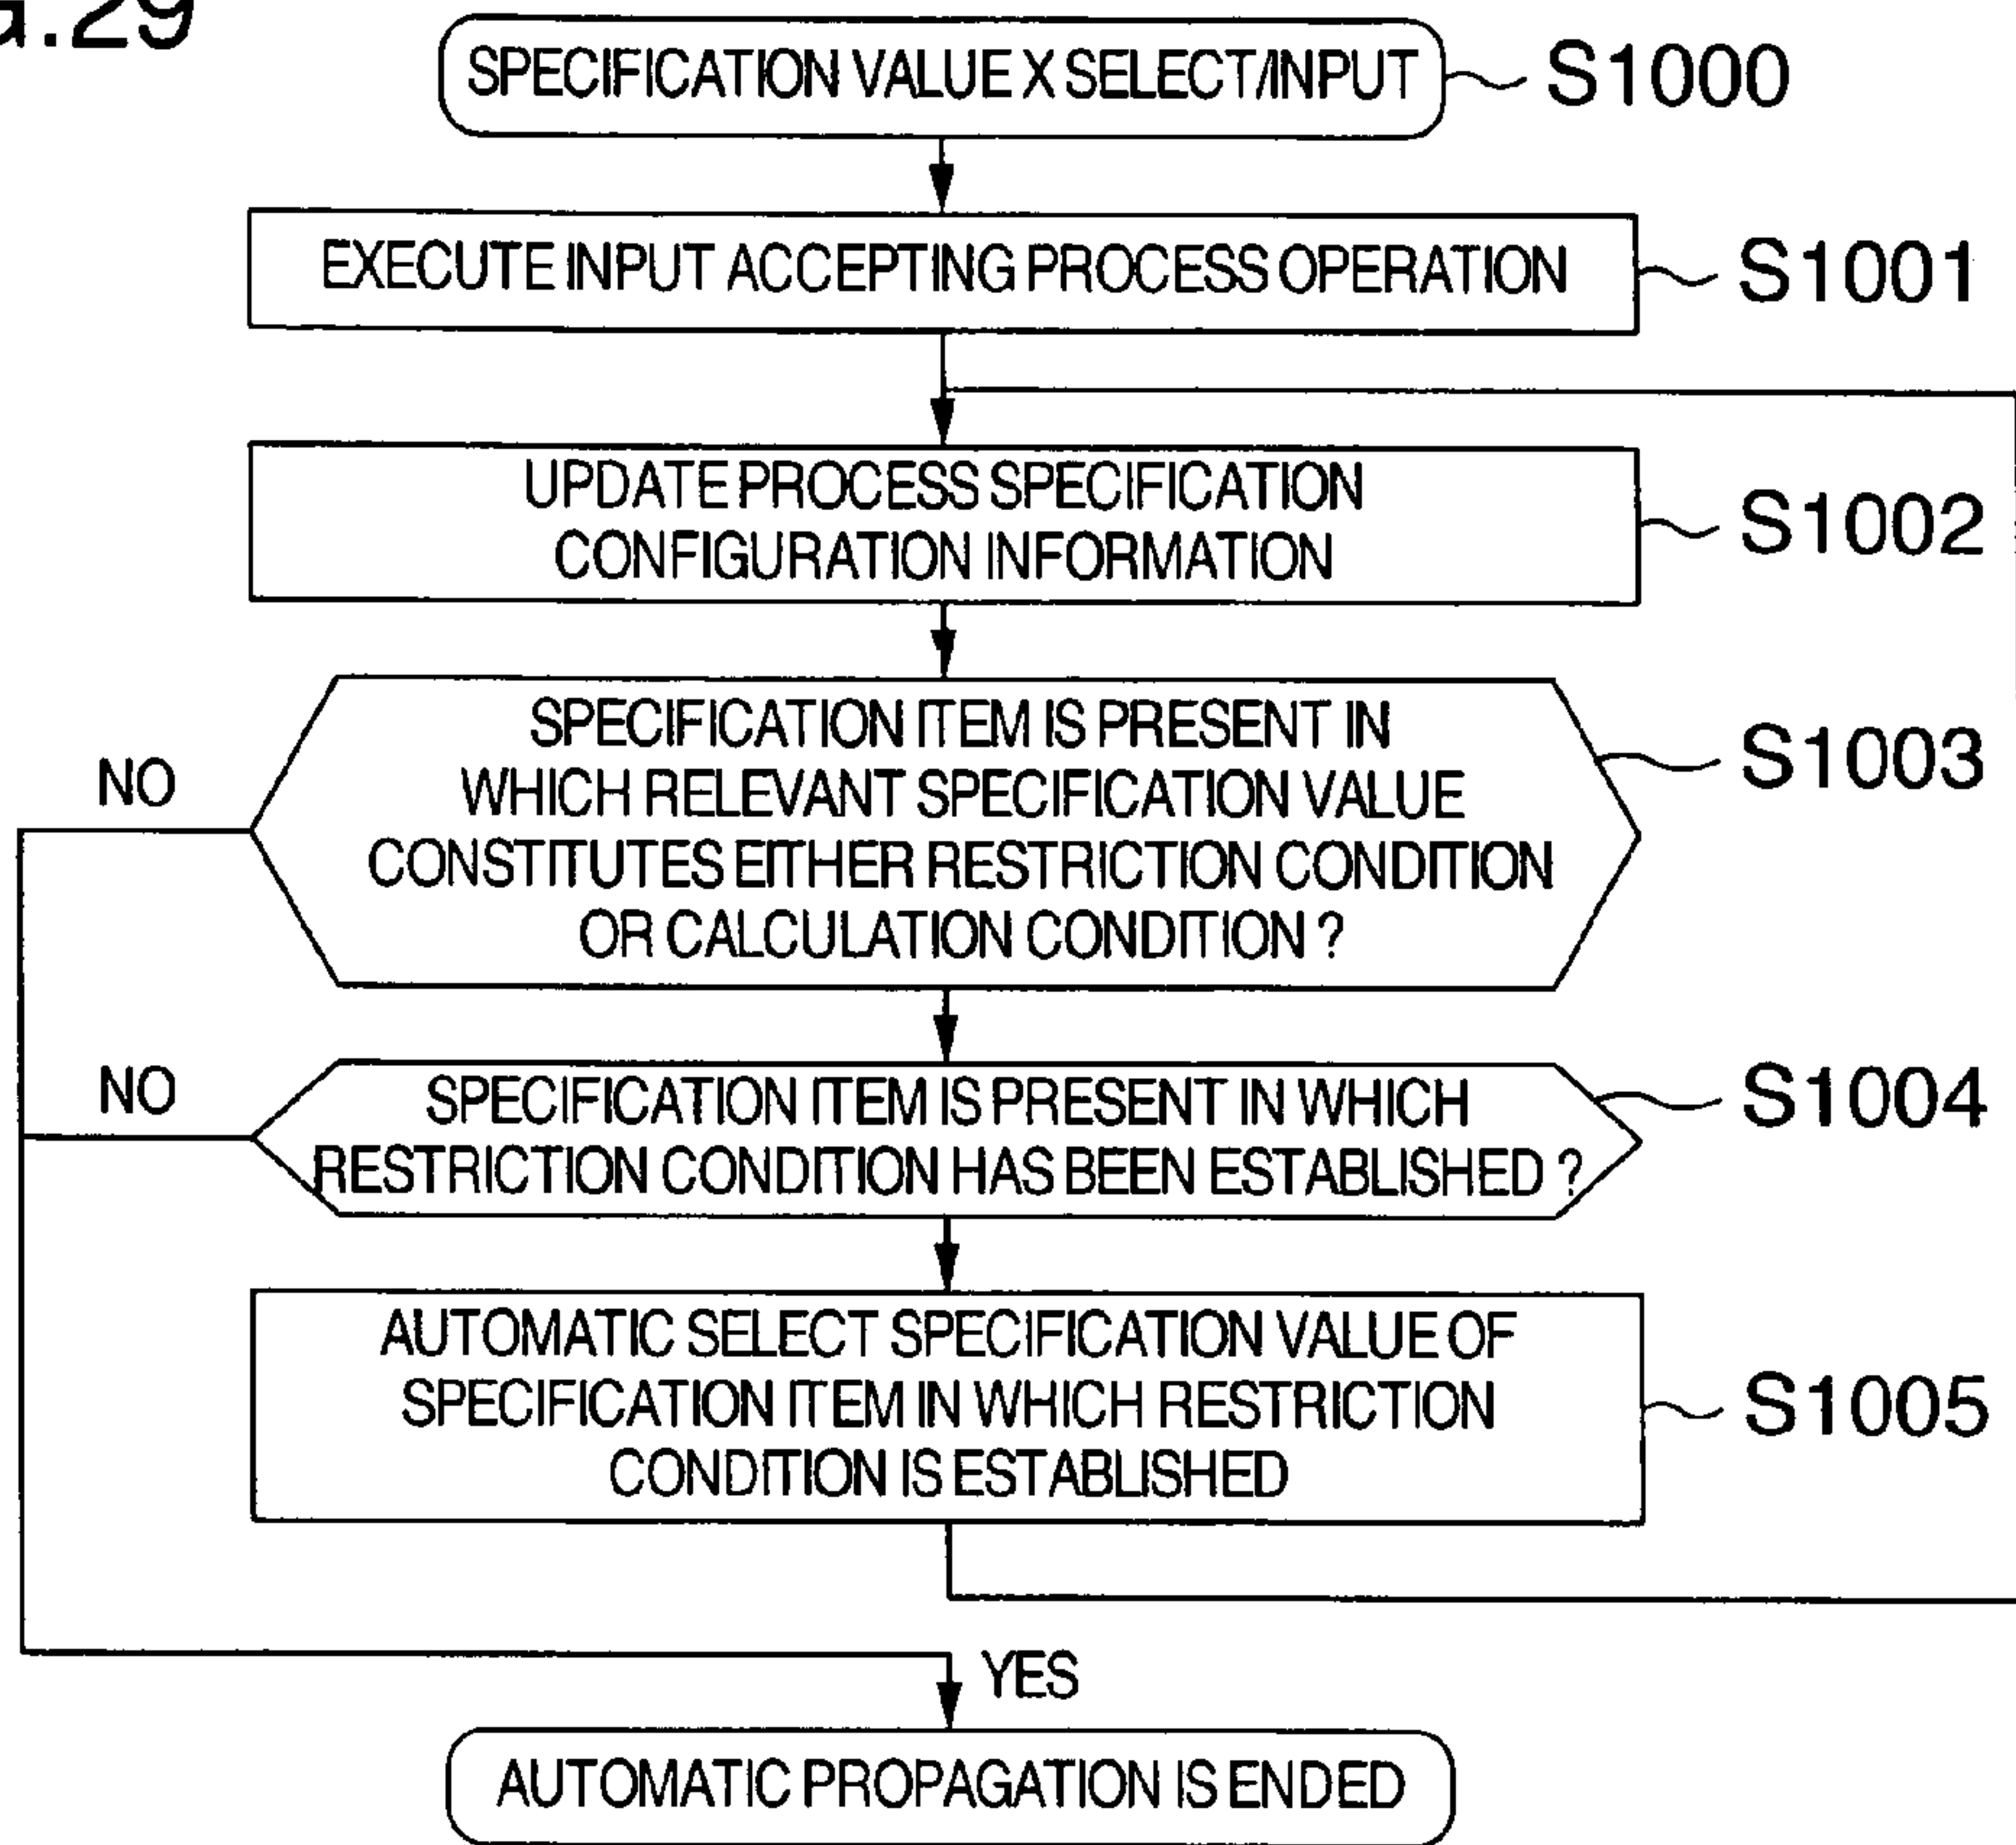 .29
SPECIFICATION VALUE X SELECT/INPUT
S1000
EXECUTE INPUT ACCEPTING PROCESS OPERATION
S1001
UPDATE PROCESS SPECIFICATION
CONFIGURATION INFORMATION
S1002
SPECIFICATION ITEM IS PRESENT IN
WHICH RELEVANT SPECIFICATION VALUE
CONSTITUTES EITHER RESTRICTION CONDITION
OR CALCULATION CONDITION ?
S1003
NO
SPECIFICATION ITEM IS PRESENT IN WHICH
RESTRICTION CONDITION HAS BEEN ESTABLISHED ?
S1004
NO
AUTOMATIC SELECT SPECIFICATION VALUE OF
SPECIFICATION ITEM IN WHICH RESTRICTION
CONDITION IS ESTABLISHED
S1005
YES
AUTOMATIC PROPAGATION IS ENDED